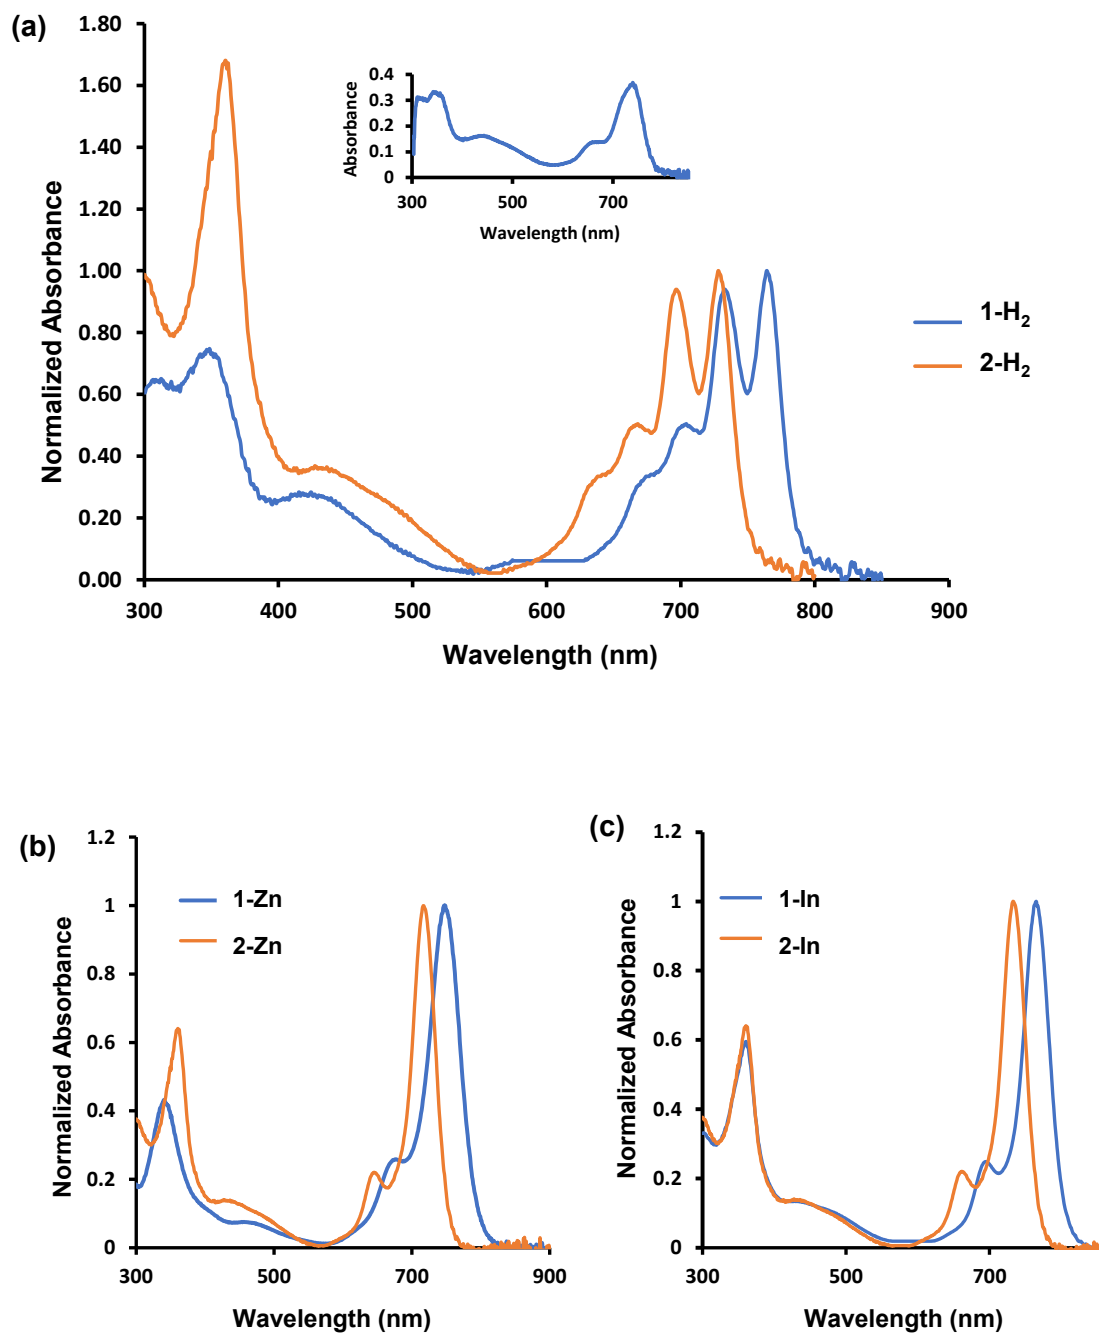 (a)
Normalized Absorbance
1.80
1.60
1.40
1.20
1.00
0.80
0.60
0.40
0.20
0.00
300 400 500 600 700 800 900
Wavelength (nm)
Absorbance
0.4
0.3
0.2
0.1
0
300 500 700
Wavelength (nm)
1-H₂
2-H₂
(b)
Normalized Absorbance
1.2
1
0.8
0.6
0.4
0.2
0
300 500 700 900
Wavelength (nm)
1-Zn
2-Zn
(c)
Normalized Absorbance
1.2
1
0.8
0.6
0.4
0.2
0
300 500 700
Wavelength (nm)
1-In
2-In